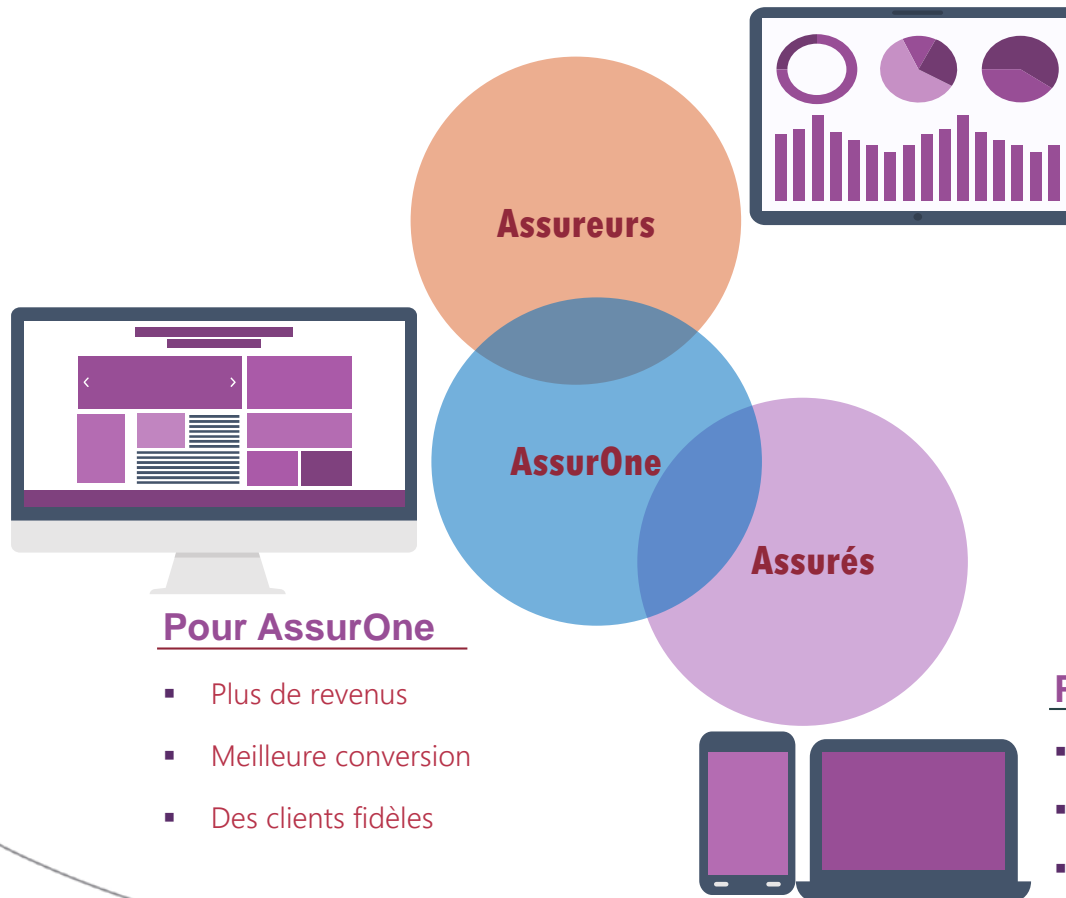 Assureurs
AssurOne
Assurés
Pour AssurOne
Plus de revenus
Meilleure conversion
Des clients fidèles